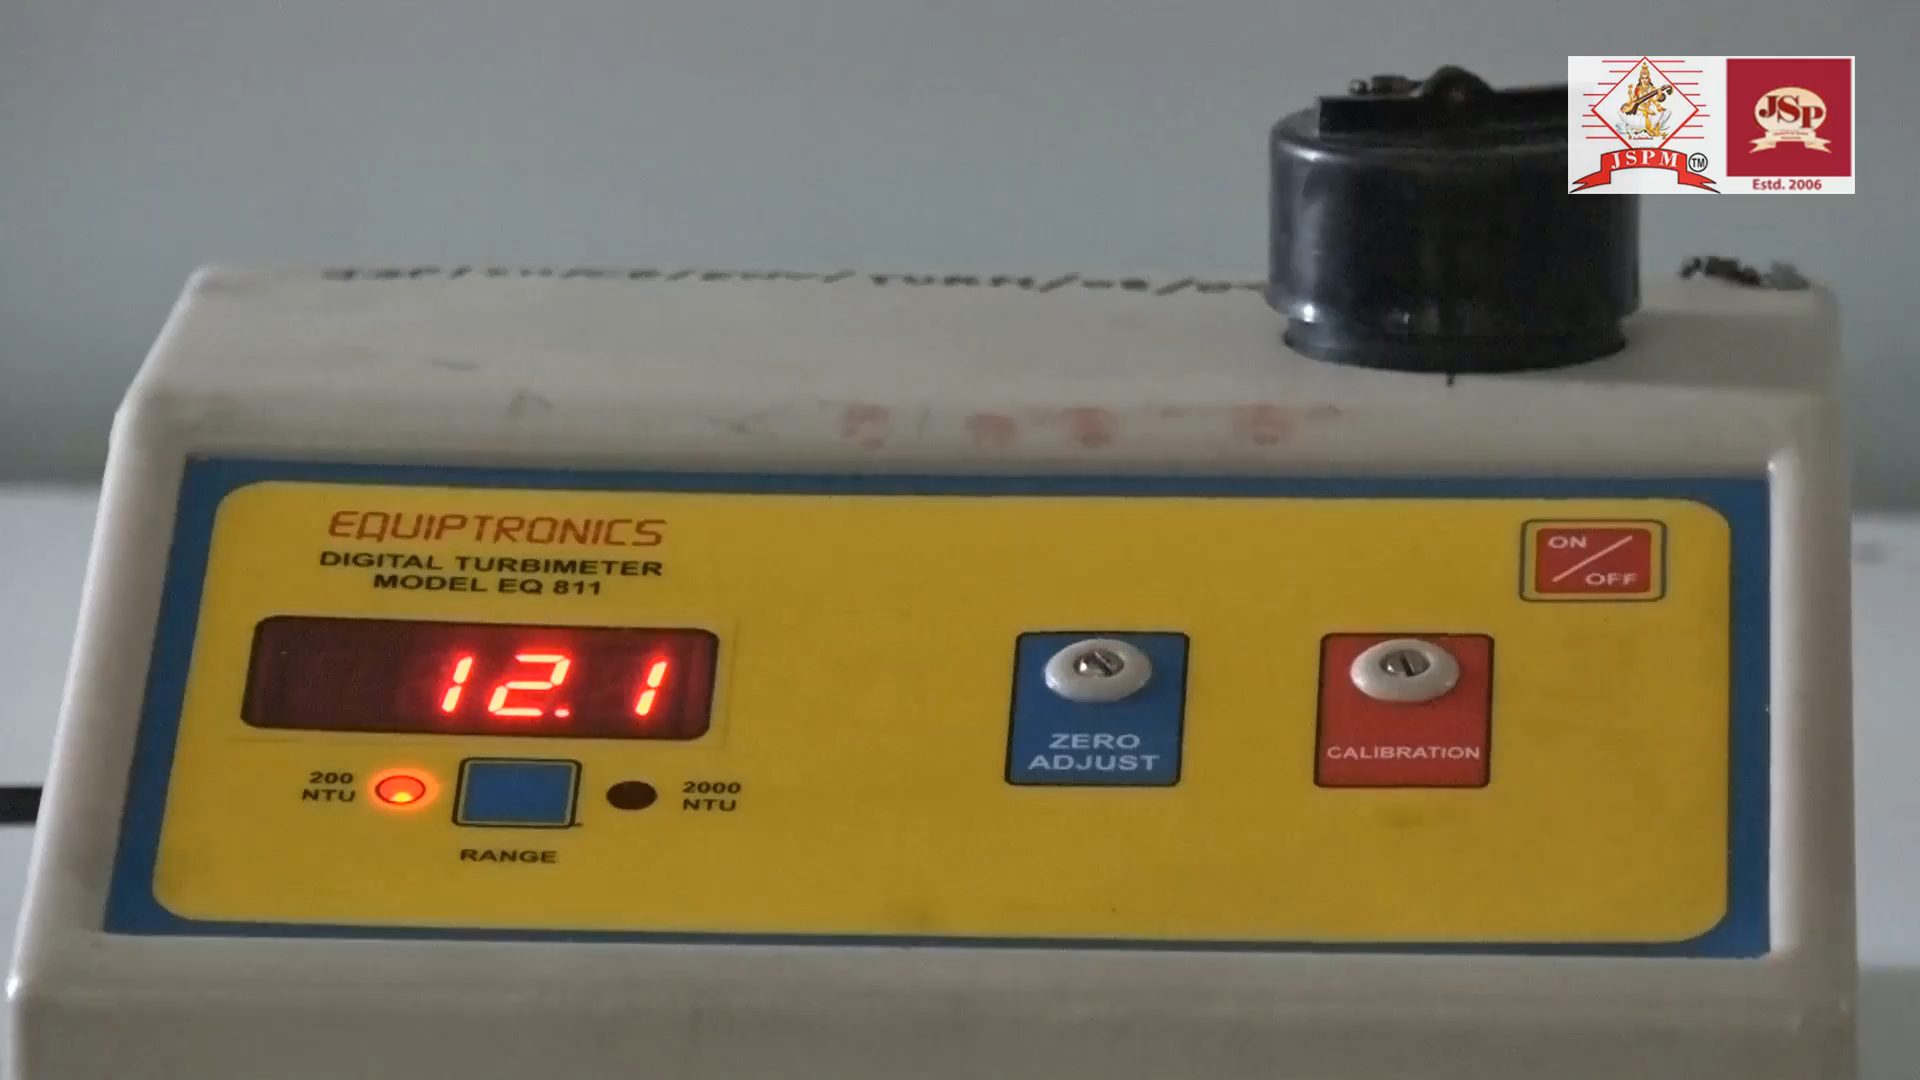 JSPM
TM
JSP
Estd. 2006
EQUIPTRONICS
DIGITAL TURBIMETER
MODEL EQ 811
ON
OFF
12.1
ZERO
ADJUST
CALIBRATION
200
NTU
2000
NTU
RANGE